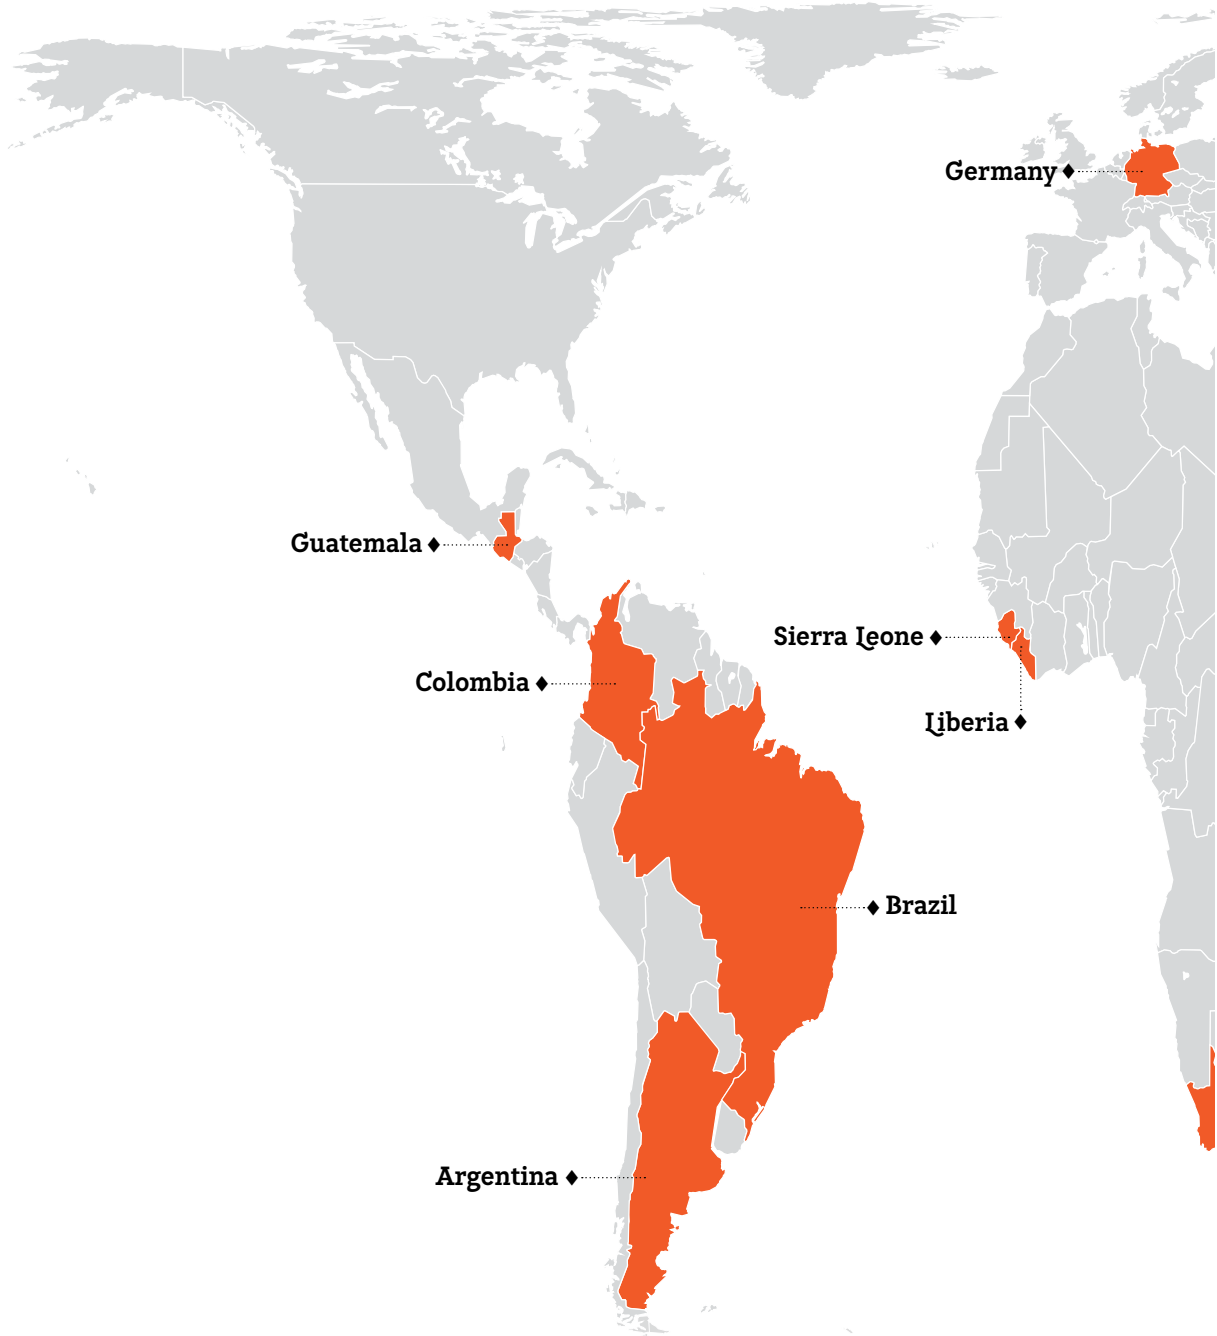 Germany
Guatemala
Sierra Leone
Colombia
Liberia
Brazil
Argentina